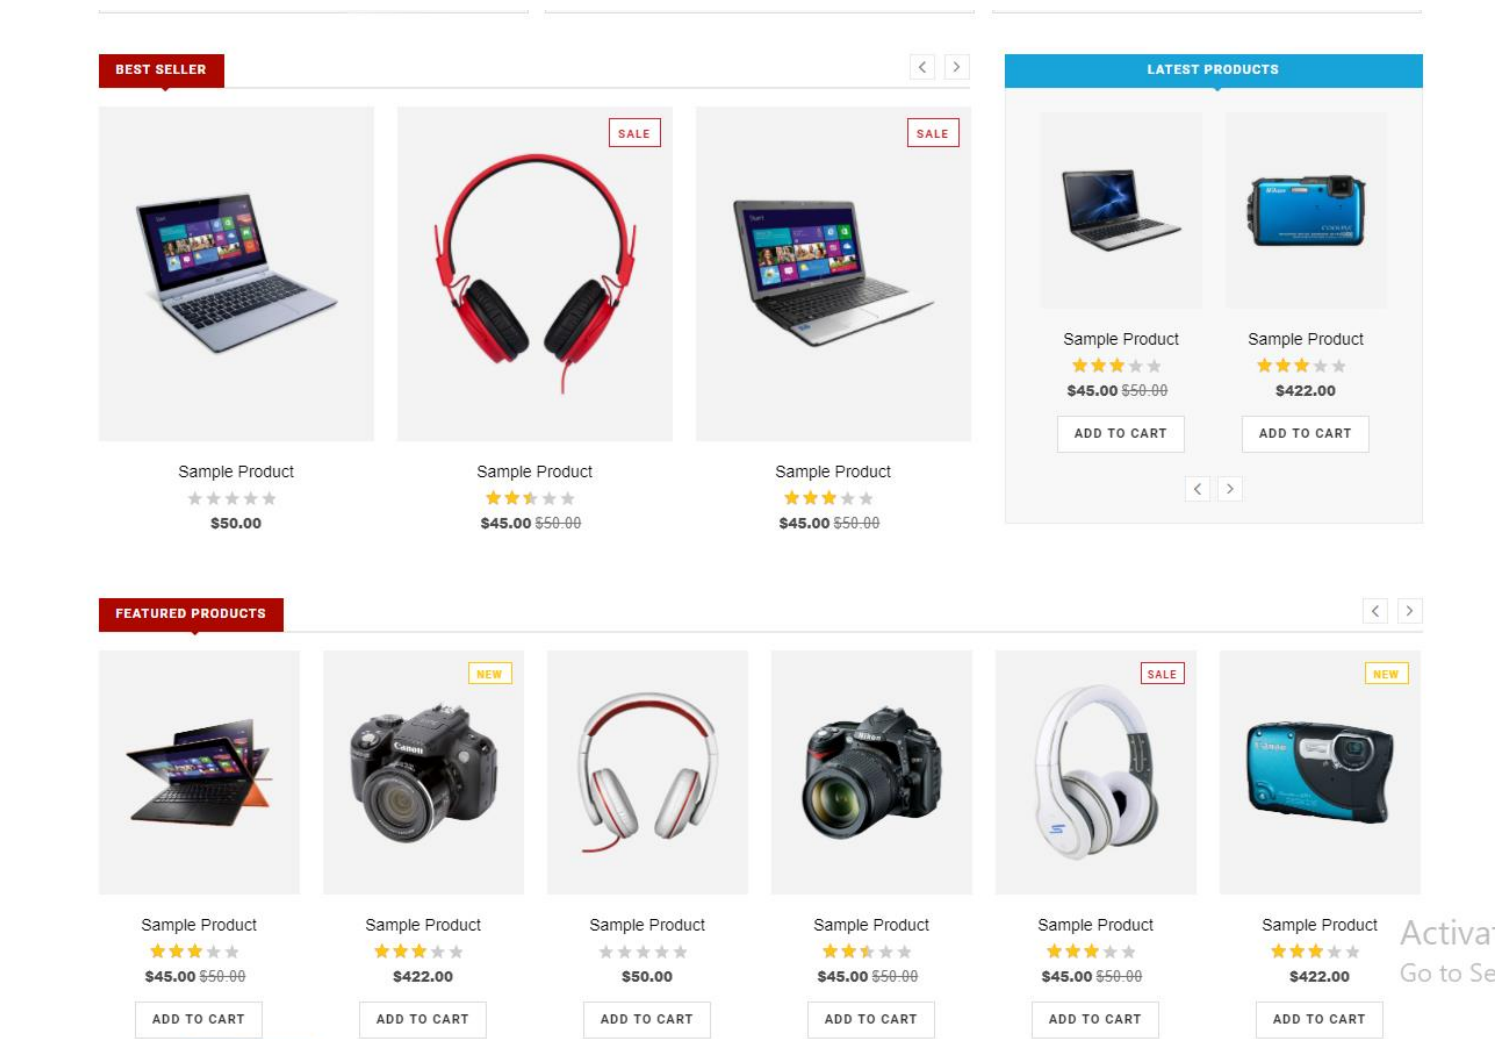 BEST SELLER
LATEST PRODUCTS
SALE
SALE
Sample Product
$50.00
Sample Product
$45.00 $50.00
Sample Product
$45.00 $50.00
Sample Product
$45.00 $50.00
ADD TO CART
Sample Product
$422.00
ADD TO CART
FEATURED PRODUCTS
NEW
Canon
Nikon
SALE
NEW
Sample Product
$45.00 $50.00
ADD TO CART
Sample Product
$422.00
ADD TO CART
Sample Product
$50.00
ADD TO CART
Sample Product
$45.00 $50.00
ADD TO CART
Sample Product
$45.00 $50.00
ADD TO CART
Sample Product
$422.00
ADD TO CART
Activa
Go to Se